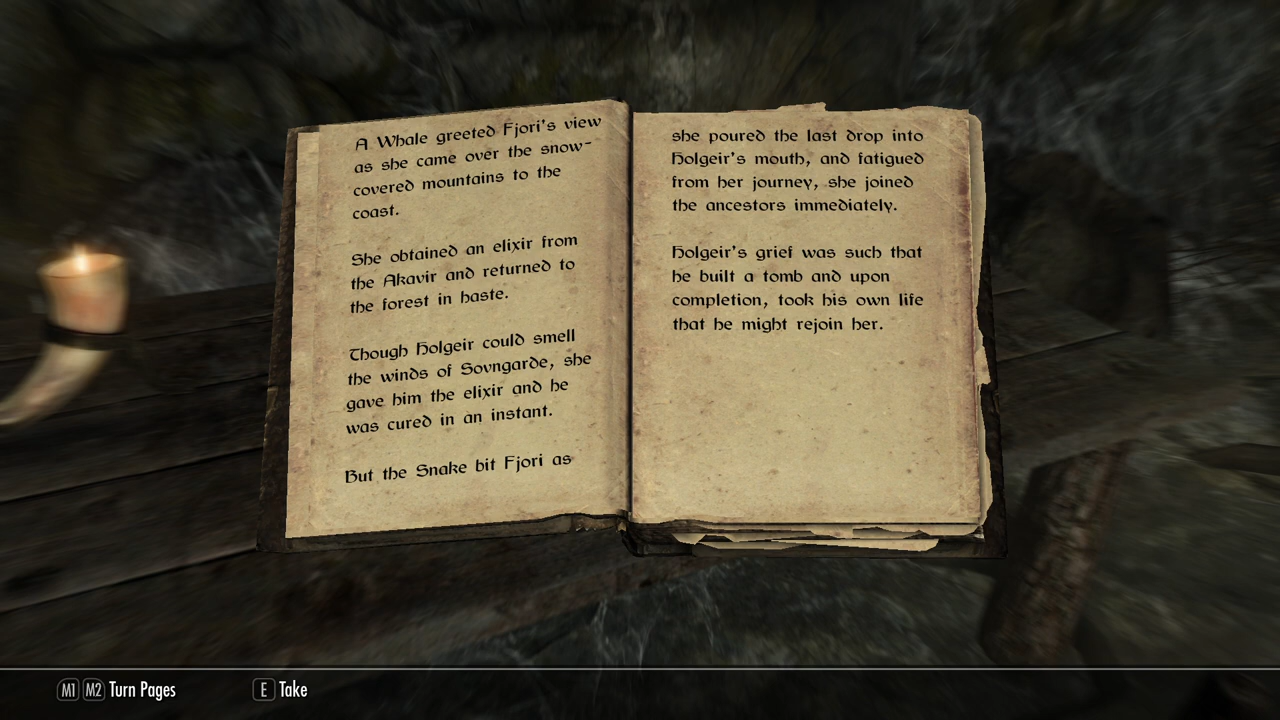 A Whale greeted Fjori's view
as she came over the snow-
covered mountains to the
coast.
She obtained an elixir from
the Akavir and returned to
the forest in haste.
Though Holgeir could smell
the winds of Sovngarde, she
gave him the elixir and he
was cured in an instant.
But the Snake bit Fjori as
she poured the last drop into
Holgeir's mouth, and fatigued
from her journey, she joined
the ancestors immediately.
Holgeir's grief was such that
he built a tomb and upon
completion, took his own life
that he might rejoin her.
M1 M2 Turn Pages
E Take